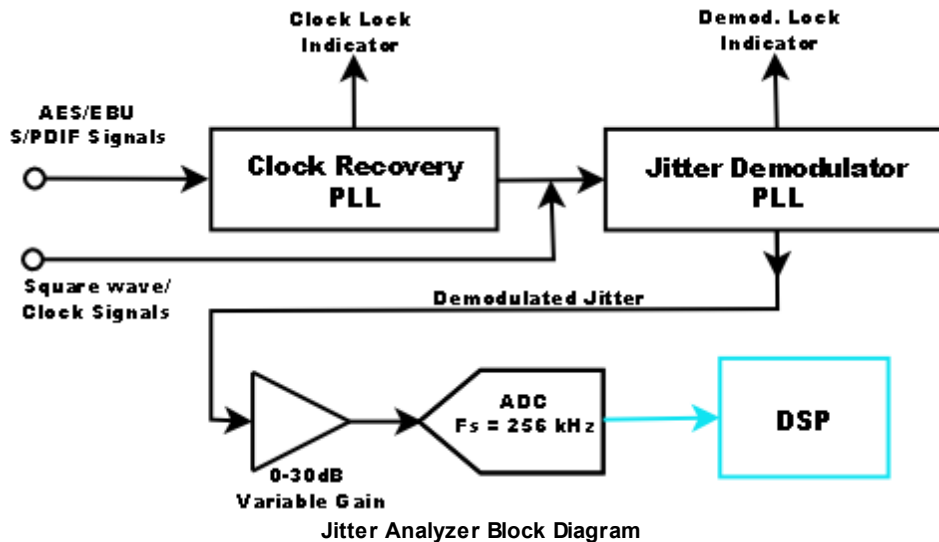 Clock Lock
Indicator
Demod. Lock
Indicator
AES/EBU
S/PDIF Signals
Clock Recovery
PLL
Jitter Demodulator
PLL
Square wave/
Clock Signals
Demodulated Jitter
ADC
Fs = 256 kHz
DSP
0-30dB
Variable Gain
Jitter Analyzer Block Diagram